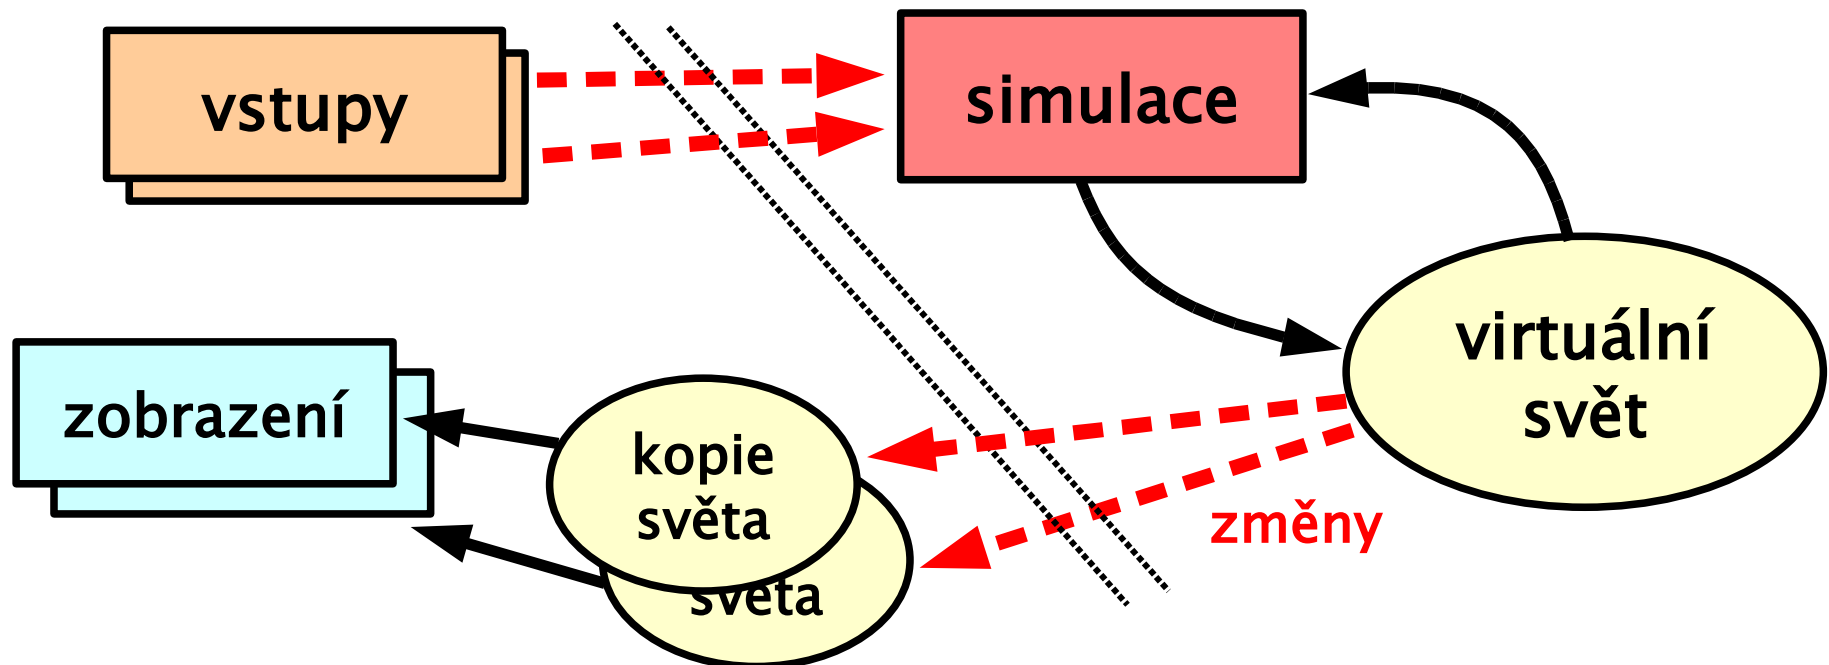 vstupy
simulace
virtuální
svět
zobrazení
kopie
světa
světa
změny